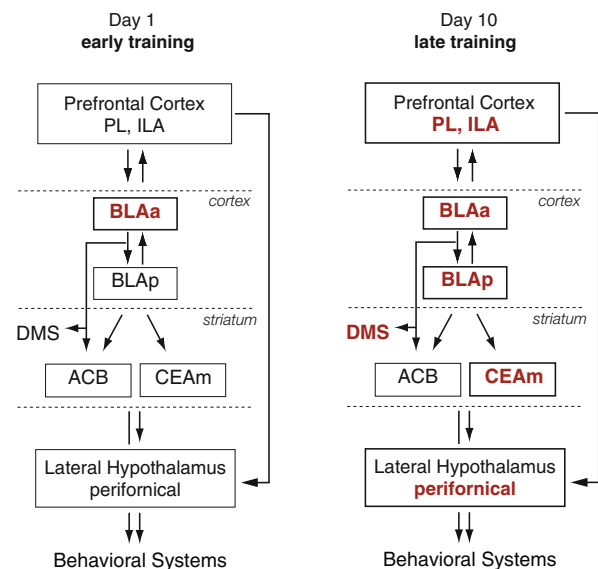 Day 1
early training
Prefrontal Cortex
PL, ILA
cortex
BLAa
BLAp
striatum
DMS
ACB
CEAm
Lateral Hypothalamus
perifornical
Behavioral Systems
Day 10
late training
Prefrontal Cortex
PL, ILA
cortex
BLAa
BLAp
striatum
DMS
ACB
CEAm
Lateral Hypothalamus
perifornical
Behavioral Systems